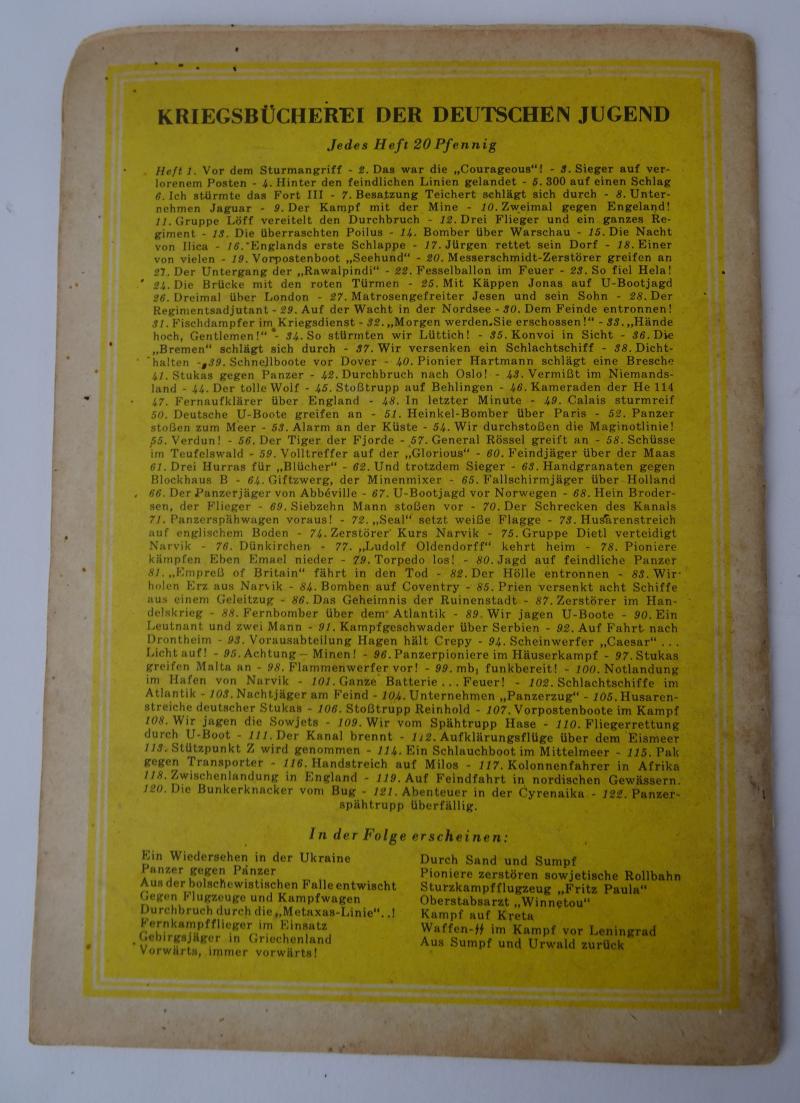 KRIEGSBÜCHEREI DER DEUTSCHEN JUGEND
Jedes Heft 20 Pfennig
Heft 1. Vor dem Sturmangriff - 2. Das war die „Courageous“! - 3. Sieger auf ver-
lorenem Posten - 4. Hinter den feindlichen Linien gelandet - 5. 300 auf einen Schlag
6. Ich stürmte das Fort III - 7. Besatzung Teichert schlägt sich durch - 8. Unter-
nehmen Jaguar - 9. Der Kampf mit der Mine - 10. Zweimal gegen Engeland!
11. Gruppe Löff vereitelt den Durchbruch - 12. Drei Flieger und ein ganzes Re-
giment - 13. Die überraschten Poilus - 14. Bomber über Warschau - 15. Die Nacht
von Ilica - 16. Englands erste Schlappe - 17. Jürgen rettet sein Dorf - 18. Einer
von vielen - 19. Vorpostenboot „Seehund“ - 20. Messerschmidt-Zerstörer greifen an
21. Der Untergang der „Rawalpindi“ - 22. Fesselballon im Feuer - 23. So fiel Hela!
24. Die Brücke mit den roten Türmen - 25. Mit Käppen Jonas auf U-Bootjagd
26. Dreimal über London - 27. Matrosengefreiter Jesen und sein Sohn - 28. Der
Regimentsadjutant - 29. Auf der Wacht in der Nordsee - 30. Dem Feinde entronnen!
31. Fischdampfer im Kriegsdienst - 32. „Morgen werden Sie erschossen!“ - 33. „Hände
hoch, Gentlemen!“ - 34. So stürmten wir Lüttich! - 35. Konvoi in Sicht - 36. Die
„Bremen“ schlägt sich durch - 37. Wir versenken ein Schlachtschiff - 38. Dicht-
halten - 39. Schnellboote vor Dover - 40. Pionier Hartmann schlägt eine Bresche
41. Stukas gegen Panzer - 42. Durchbruch nach Oslo! - 43. Vermißt im Niemands-
land - 44. Der tolle Wolf - 45. Stoßtrupp auf Behlingen - 46. Kameraden der He 114
47. Fernaufklärer über England - 48. In letzter Minute - 49. Calais sturmreif
50. Deutsche U-Boote greifen an - 51. Heinkel-Bomber über Paris - 52. Panzer
stoßen zum Meer - 53. Alarm an der Küste - 54. Wir durchstoßen die Maginotlinie!
55. Verdun! - 56. Der Tiger der Fjorde - 57. General Rössel greift an - 58. Schüsse
im Teufelswald - 59. Volltreffer auf der „Glorious“ - 60. Feindjäger über der Maas
61. Drei Hurras für „Blücher“ - 62. Und trotzdem Sieger - 63. Handgranaten gegen
Blockhaus B - 64. Giftzwerg, der Minenmixer - 65. Fallschirmjäger über Holland
66. Der Panzerjäger von Abbéville - 67. U-Bootjagd vor Norwegen - 68. Hein Broder-
sen, der Flieger - 69. Siebzehn Mann stoßen vor - 70. Der Schrecken des Kanals
71. Panzerspähwagen voraus! - 72. „Seal“ setzt weiße Flagge - 73. Husarenstreich
auf englischem Boden - 74. Zerstörer Kurs Narvik - 75. Gruppe Dietl verteidigt
Narvik - 76. Dünkirchen - 77. „Ludolf Oldendorff“ kehrt heim - 78. Pioniere
kämpfen Eben Emael nieder - 79. Torpedo los! - 80. Jagd auf feindliche Panzer
81. „Empreß of Britain“ fährt in den Tod - 82. Der Hölle entronnen - 83. Wir
holen Erz aus Narvik - 84. Bomben auf Coventry - 85. Prien versenkt acht Schiffe
aus einem Geleitzug - 86. Das Geheimnis der Ruinenstadt - 87. Zerstörer im Han-
delskrieg - 88. Fernbomber über dem Atlantik - 89. Wir jagen U-Boote - 90. Ein
Leutnant und zwei Mann - 91. Kampfgeschwader über Serbien - 92. Auf Fahrt nach
Drontheim - 93. Vorausabteilung Hagen hält Crepy - 94. Scheinwerfer „Caesar“ ...
Licht auf! - 95. Achtung — Minen! - 96. Panzerpioniere im Häuserkampf - 97. Stukas
greifen Malta an - 98. Flammenwerfer vor! - 99. mb, funkbereit! - 100. Notlandung
im Hafen von Narvik - 101. Ganze Batterie ... Feuer! - 102. Schlachtschiffe im
Atlantik - 103. Nachtjäger am Feind - 104. Unternehmen „Panzerzug“ - 105. Husaren-
streiche deutscher Stukas - 106. Stoßtrupp Reinhold - 107. Vorpostenboote im Kampf
108. Wir jagen die Sowjets - 109. Wir vom Spähtrupp Hase - 110. Fliegerrettung
durch U-Boot - 111. Der Kanal brennt - 112. Aufklärungsflüge über dem Eismeer
113. Stützpunkt Z wird genommen - 114. Ein Schlauchboot im Mittelmeer - 115. Pak
gegen Transporter - 116. Handstreich auf Milos - 117. Kolonnenfahrer in Afrika
118. Zwischenlandung in England - 119. Auf Feindfahrt in nordischen Gewässern.
120. Die Bunkerknacker vom Bug - 121. Abenteuer in der Cyrenaika - 122. Panzer-
spähtrupp überfällig.
In der Folge erscheinen:
Ein Wiedersehen in der Ukraine
Panzer gegen Panzer
Aus der bolschewistischen Falle entwischt
Gegen Flugzeuge und Kampfwagen
Durchbruch durch die „Metaxas-Linie“..!
Fernkampfflieger im Einsatz
Gebirgsjäger in Griechenland
Vorwärts, immer vorwärts!
Durch Sand und Sumpf
Pioniere zerstören sowjetische Rollbahn
Sturzkampfflugzeug „Fritz Paula“
Oberstabsarzt „Winnetou“
Kampf auf Kreta
Waffen-ᛋᛋ im Kampf vor Leningrad
Aus Sumpf und Urwald zurück